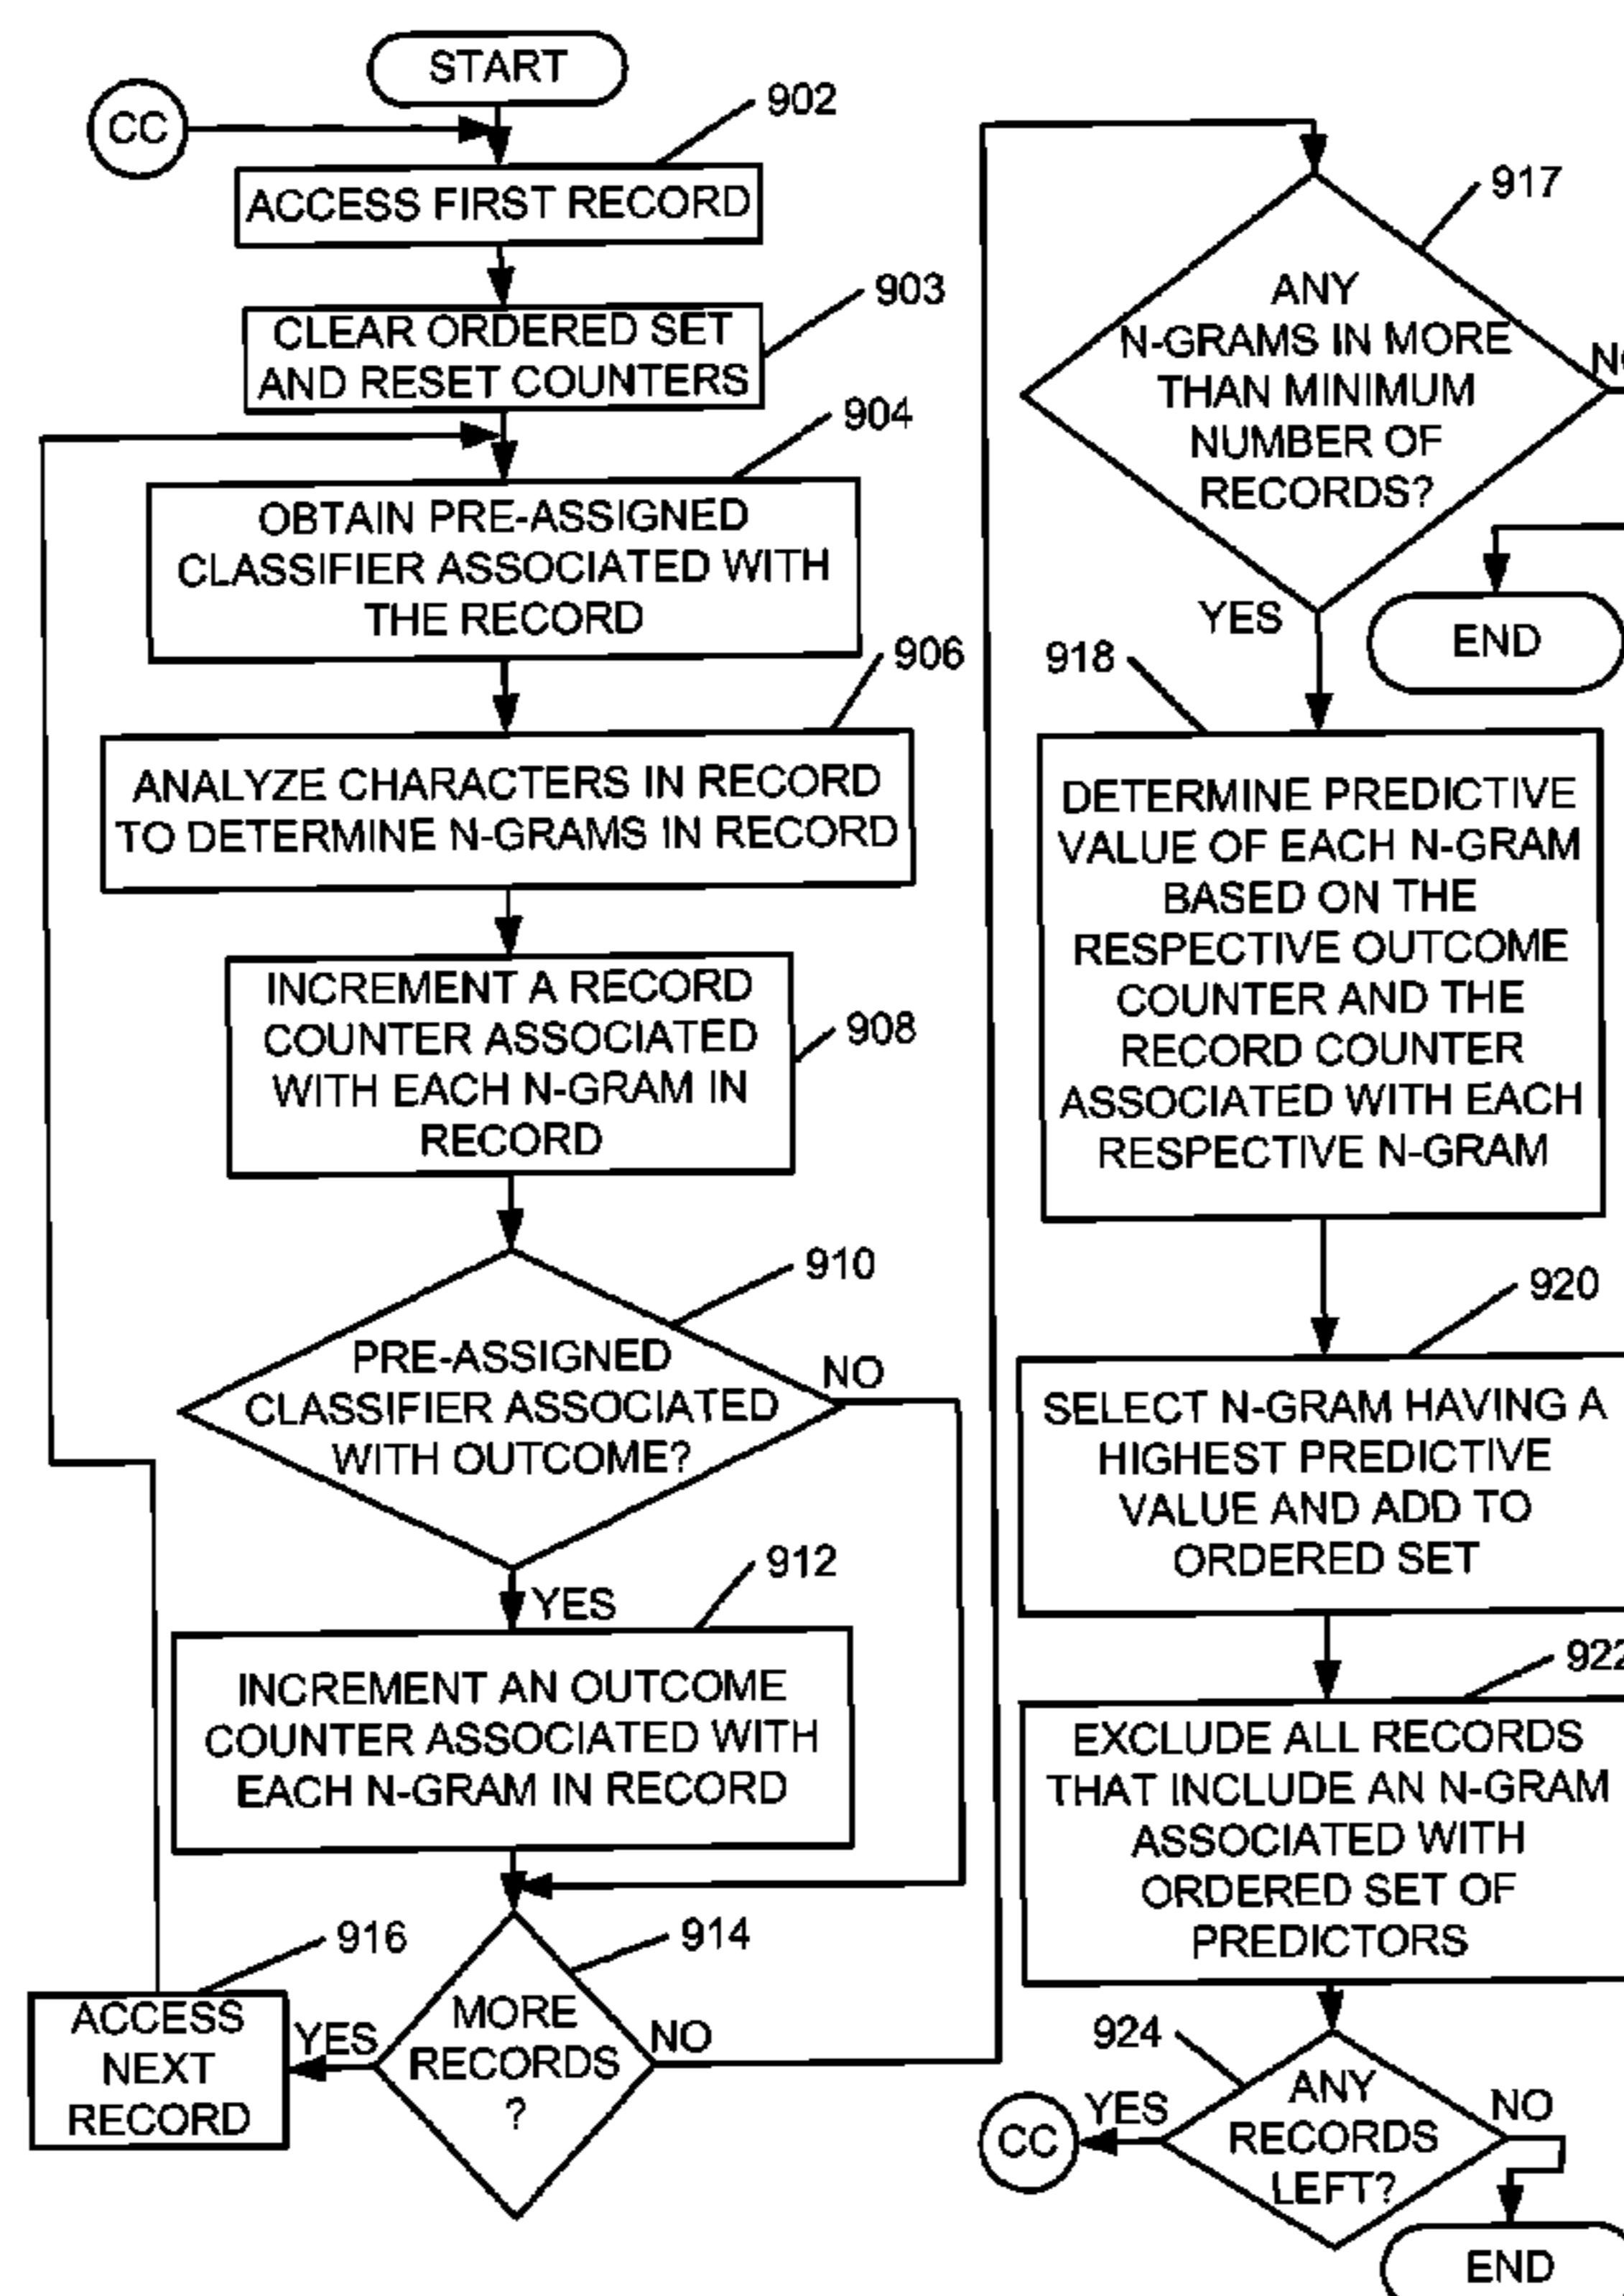 START
CC
902
ACCESS FIRST RECORD
903
CLEAR ORDERED SET
AND RESET COUNTERS
904
OBTAIN PRE-ASSIGNED
CLASSIFIER ASSOCIATED WITH
THE RECORD
906
ANALYZE CHARACTERS IN RECORD
TO DETERMINE N-GRAMS IN RECORD
INCREMENT A RECORD
COUNTER ASSOCIATED
WITH EACH N-GRAM IN
RECORD
908
910
PRE-ASSIGNED
CLASSIFIER ASSOCIATED
WITH OUTCOME?
NO
YES
912
INCREMENT AN OUTCOME
COUNTER ASSOCIATED WITH
EACH N-GRAM IN RECORD
914
MORE
RECORDS
?
YES
NO
916
ACCESS
NEXT
RECORD
917
ANY
N-GRAMS IN MORE
THAN MINIMUM
NUMBER OF
RECORDS?
NO
END
YES
918
DETERMINE PREDICTIVE
VALUE OF EACH N-GRAM
BASED ON THE
RESPECTIVE OUTCOME
COUNTER AND THE
RECORD COUNTER
ASSOCIATED WITH EACH
RESPECTIVE N-GRAM
920
SELECT N-GRAM HAVING A
HIGHEST PREDICTIVE
VALUE AND ADD TO
ORDERED SET
922
EXCLUDE ALL RECORDS
THAT INCLUDE AN N-GRAM
ASSOCIATED WITH
ORDERED SET OF
PREDICTORS
924
ANY
RECORDS
LEFT?
YES
CC
NO
END